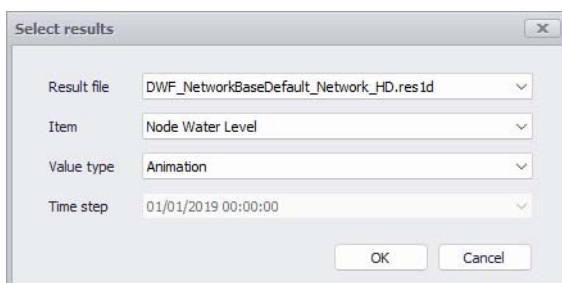 Select results
Result file DWF_NetworkBaseDefault_Network_HD.res1d
Item Node Water Level
Value type Animation
Time step 01/01/2019 00:00:00
OK Cancel